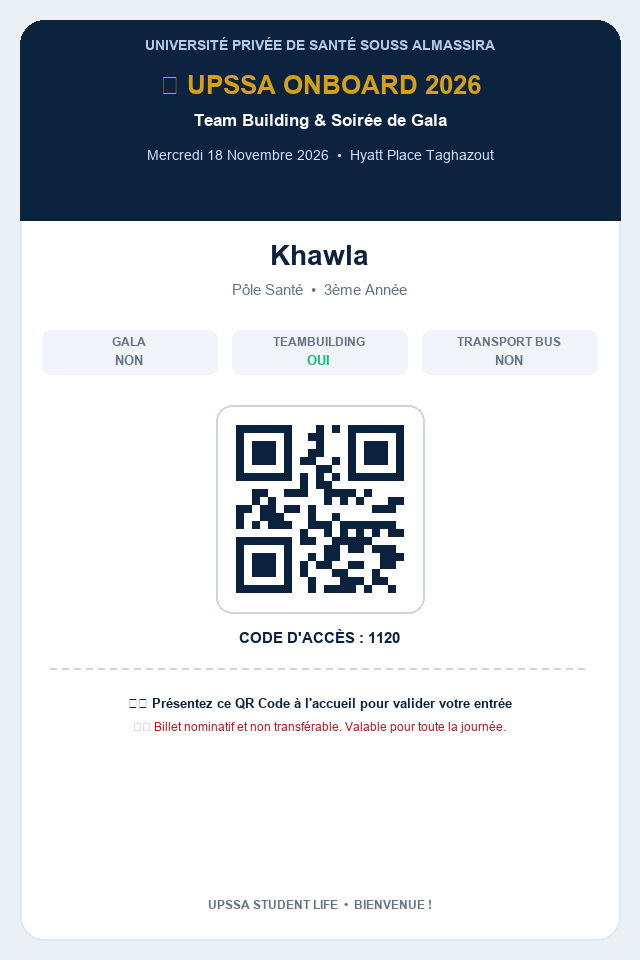 UNIVERSITÉ PRIVÉE DE SANTÉ SOUSS ALMASSIRA
UPSSA ONBOARD 2026
Team Building & Soirée de Gala
Mercredi 18 Novembre 2026 • Hyatt Place Taghazout
Khawla
Pôle Santé • 3ème Année
GALA
NON
TEAMBUILDING
OUI
TRANSPORT BUS
NON
CODE D'ACCÈS : 1120
Présentez ce QR Code à l'accueil pour valider votre entrée
Billet nominatif et non transférable. Valable pour toute la journée.
UPSSA STUDENT LIFE • BIENVENUE !